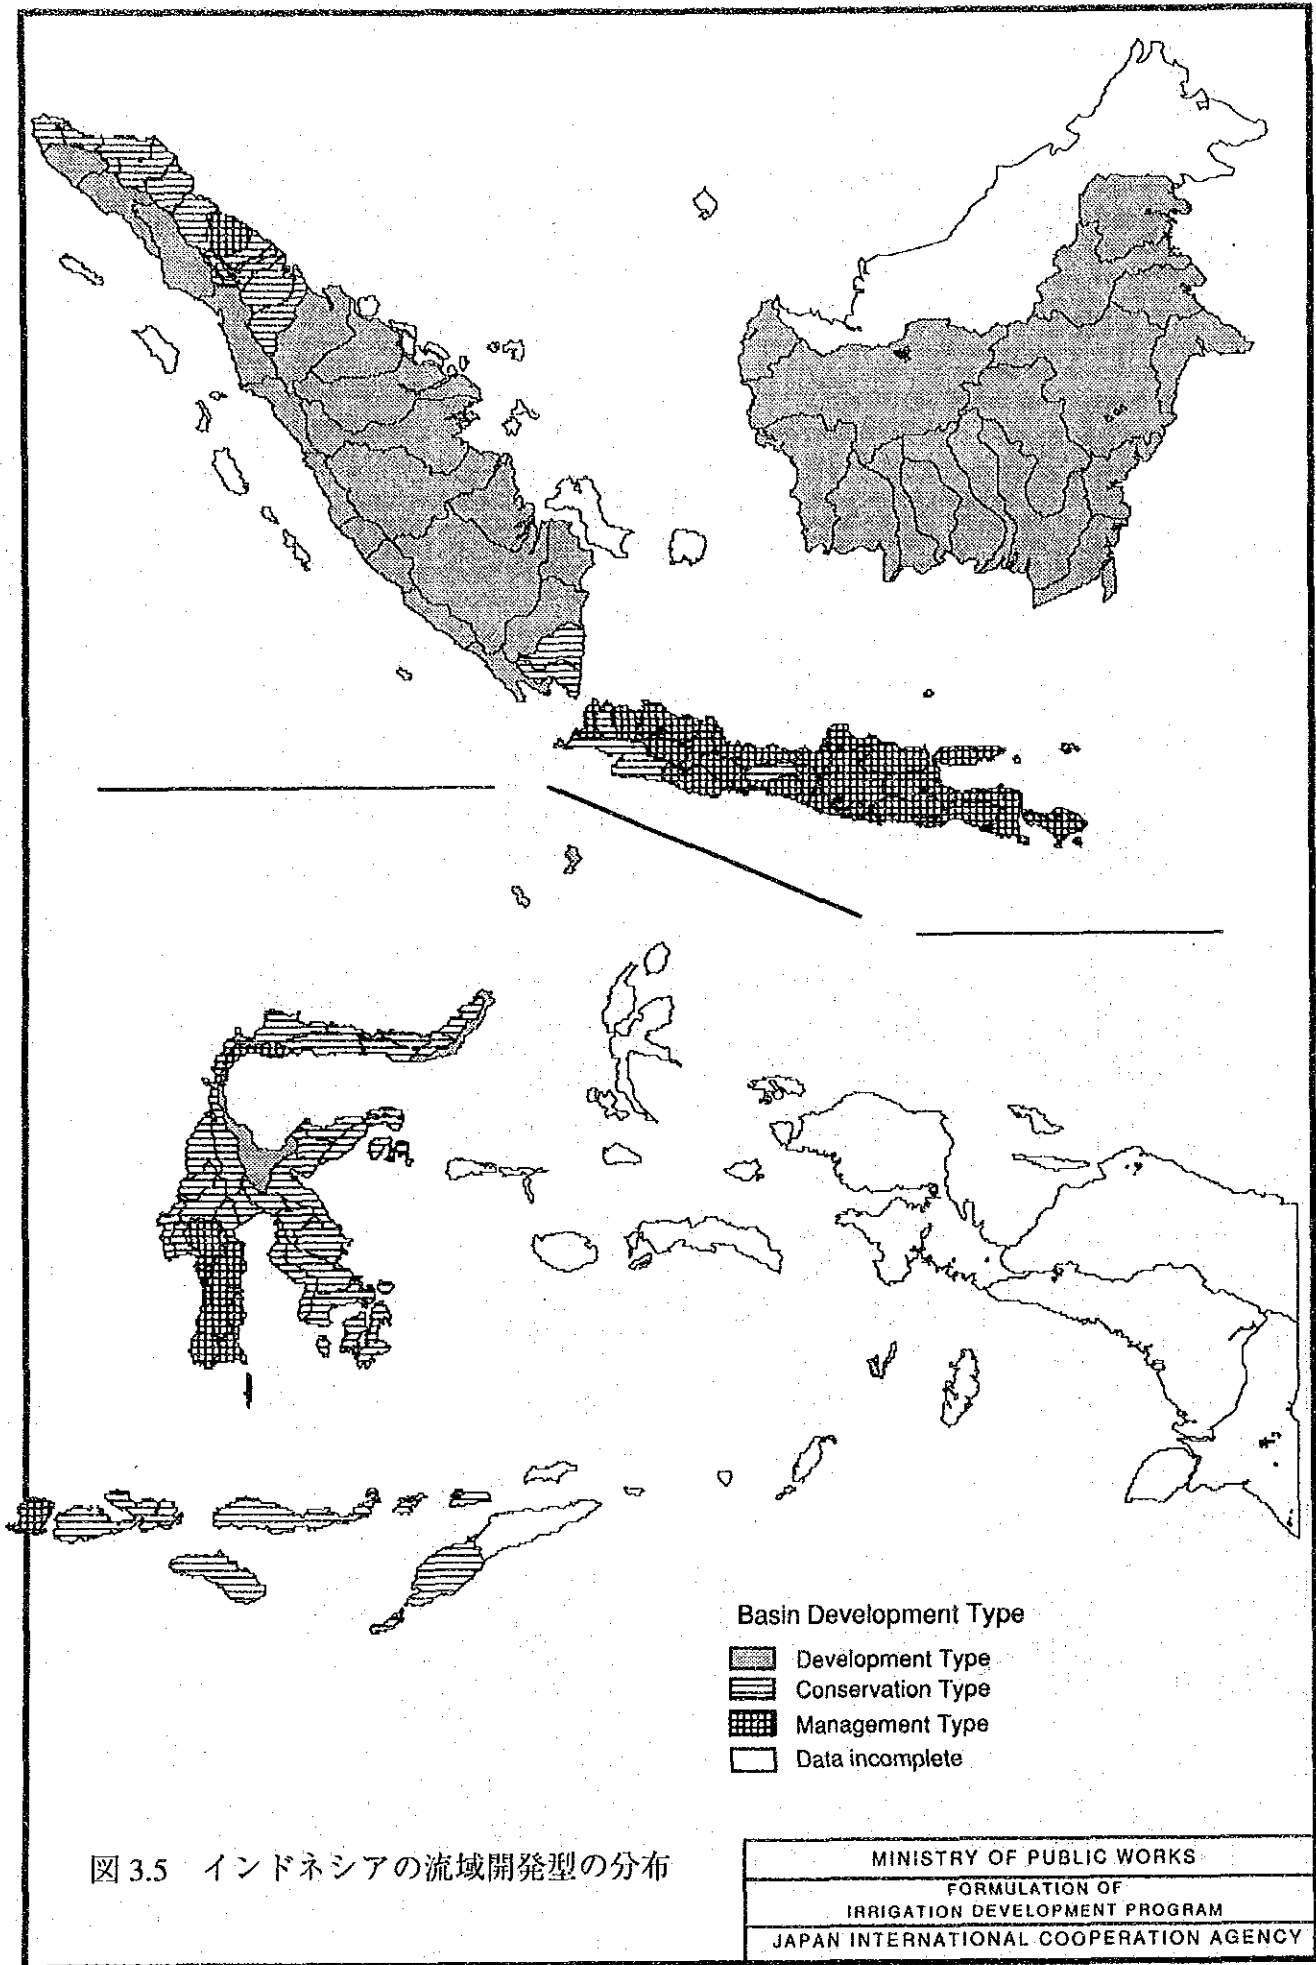 Basin Development Type
Development Type
Conservation Type
Management Type
Data incomplete
図 3.5 インドネシアの流域開発型の分布
MINISTRY OF PUBLIC WORKS
FORMULATION OF
IRRIGATION DEVELOPMENT PROGRAM
JAPAN INTERNATIONAL COOPERATION AGENCY